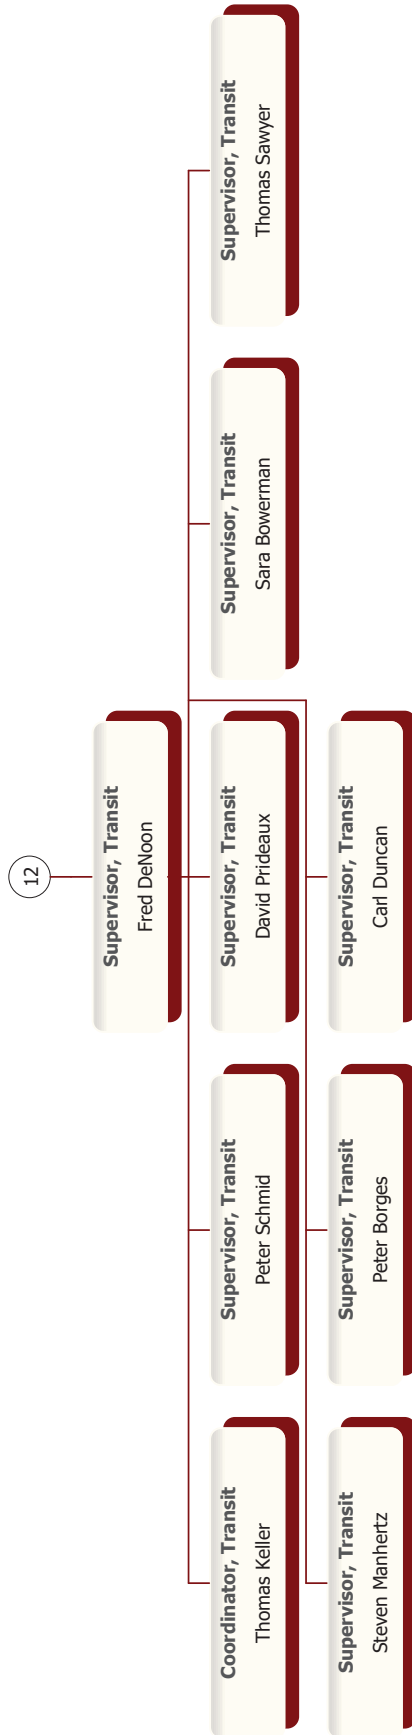 12
Supervisor, Transit
Fred DeNoon
Coordinator, Transit
Thomas Keller
Supervisor, Transit
Peter Schmid
Supervisor, Transit
David Prideaux
Supervisor, Transit
Sara Bowerman
Supervisor, Transit
Thomas Sawyer
Supervisor, Transit
Steven Manhertz
Supervisor, Transit
Peter Borges
Supervisor, Transit
Carl Duncan